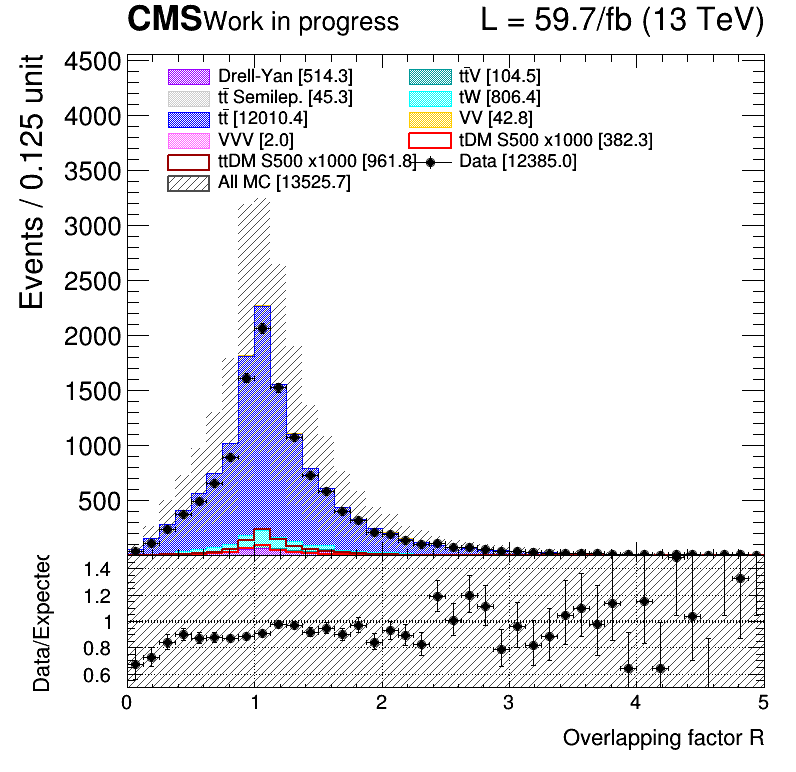 CMS Work in progress L = 59.7/fb (13 TeV)
Events / 0.125 unit
4500
4000
3500
3000
2500
2000
1500
1000
500
Drell-Yan [514.3]
tt̄ Semilep. [45.3]
tt̄ [12010.4]
VVV [2.0]
ttDM S500 x1000 [961.8]
All MC [13525.7]
tt̄V [104.5]
tW [806.4]
VV [42.8]
tDM S500 x1000 [382.3]
Data [12385.0]
Data/Expected
1.4
1.2
1
0.8
0.6
0 1 2 3 4 5
Overlapping factor R